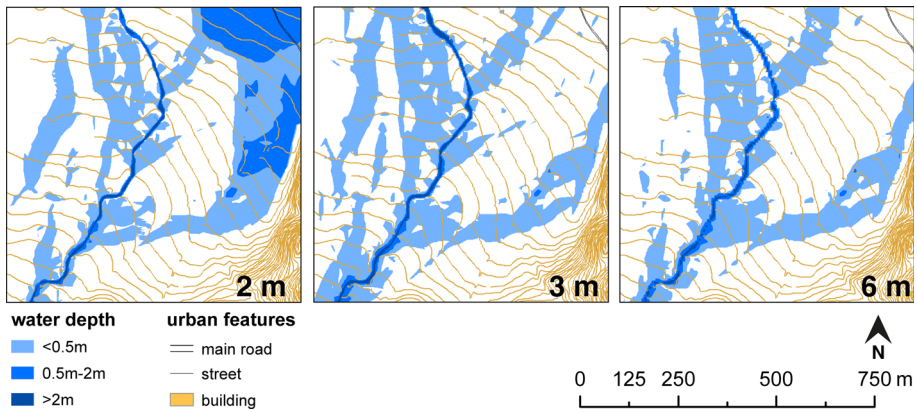 2 m
3 m
6 m
water depth
<0.5m
0.5m-2m
>2m
urban features
main road
street
building
N
0 125 250 500 750 m